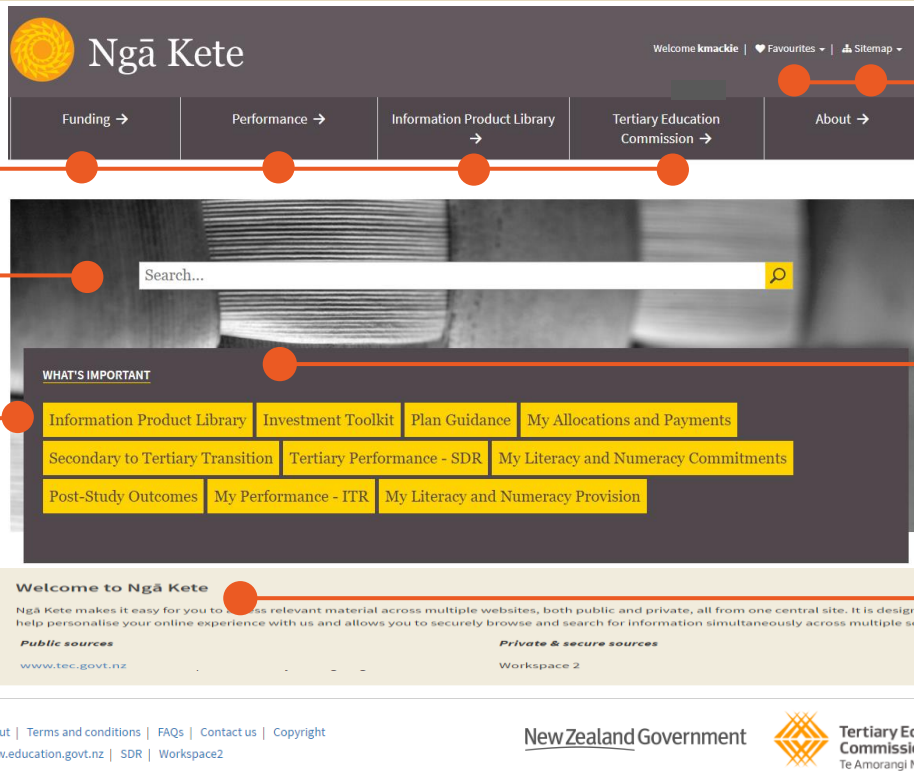 Ngā Kete
Welcome kmackie | Favourites | Sitemap
Funding → Performance → Information Product Library → Tertiary Education Commission → About →
Search...
WHAT'S IMPORTANT
Information Product Library Investment Toolkit Plan Guidance My Allocations and Payments
Secondary to Tertiary Transition Tertiary Performance - SDR My Literacy and Numeracy Commitments
Post-Study Outcomes My Performance - ITR My Literacy and Numeracy Provision
Welcome to Ngā Kete
Ngā Kete makes it easy for you to relevant material across multiple websites, both public and private, all from one central site. It is
help personalise your online experience with us and allows you to securely browse and search for information simultaneously across multiple
Public sources Private & secure sources
www.tec.govt.nz Workspace 2
| Terms and conditions | FAQs | Contact us | Copyright
.education.govt.nz | SDR | Workspace2
New Zealand Government
Tertiary
Te Amorangi